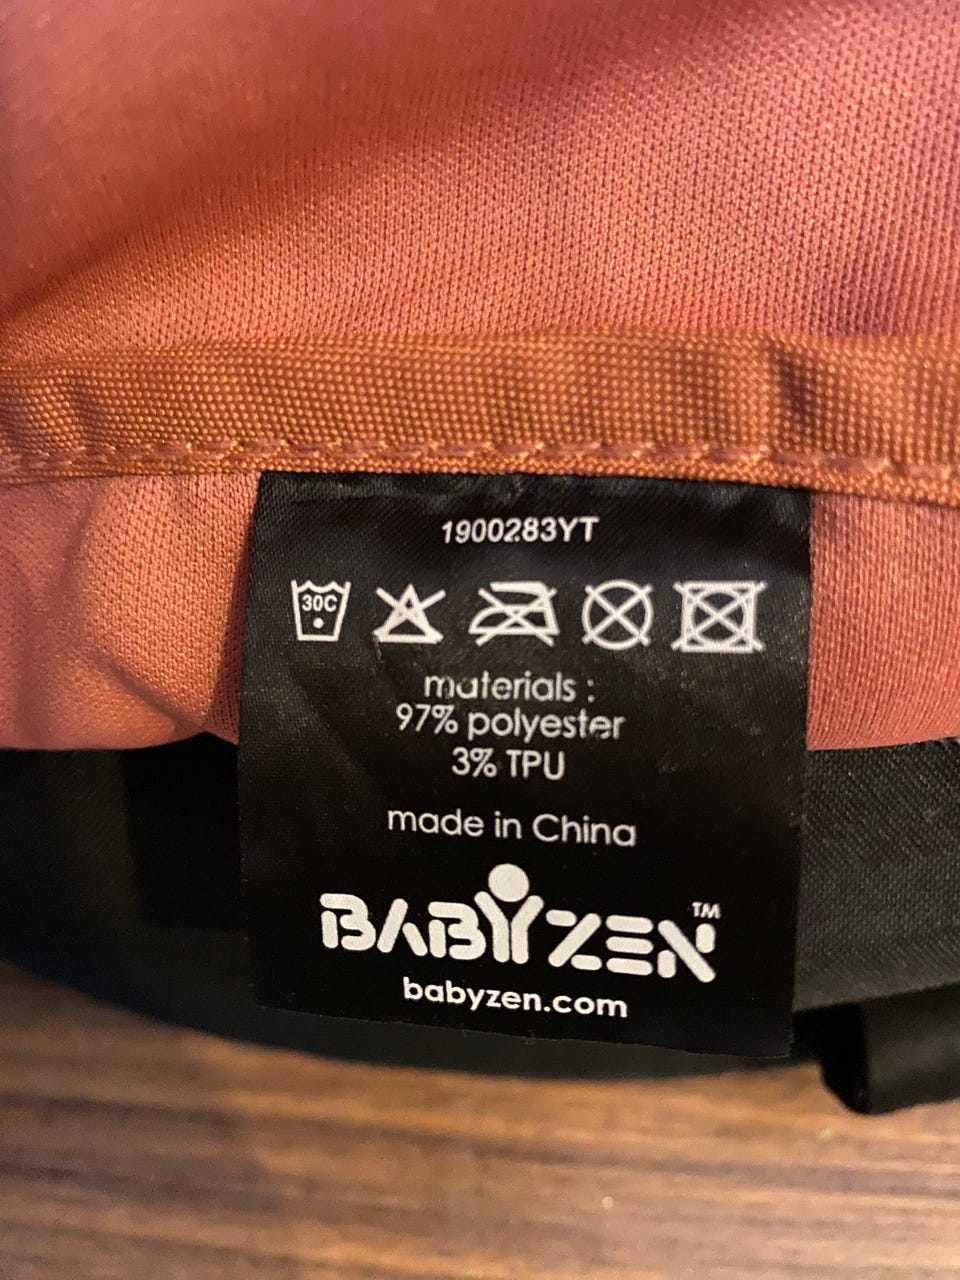 1900283YT
30C
materials :
97% polyester
3% TPU
made in China
BABYZEN™
babyzen.com